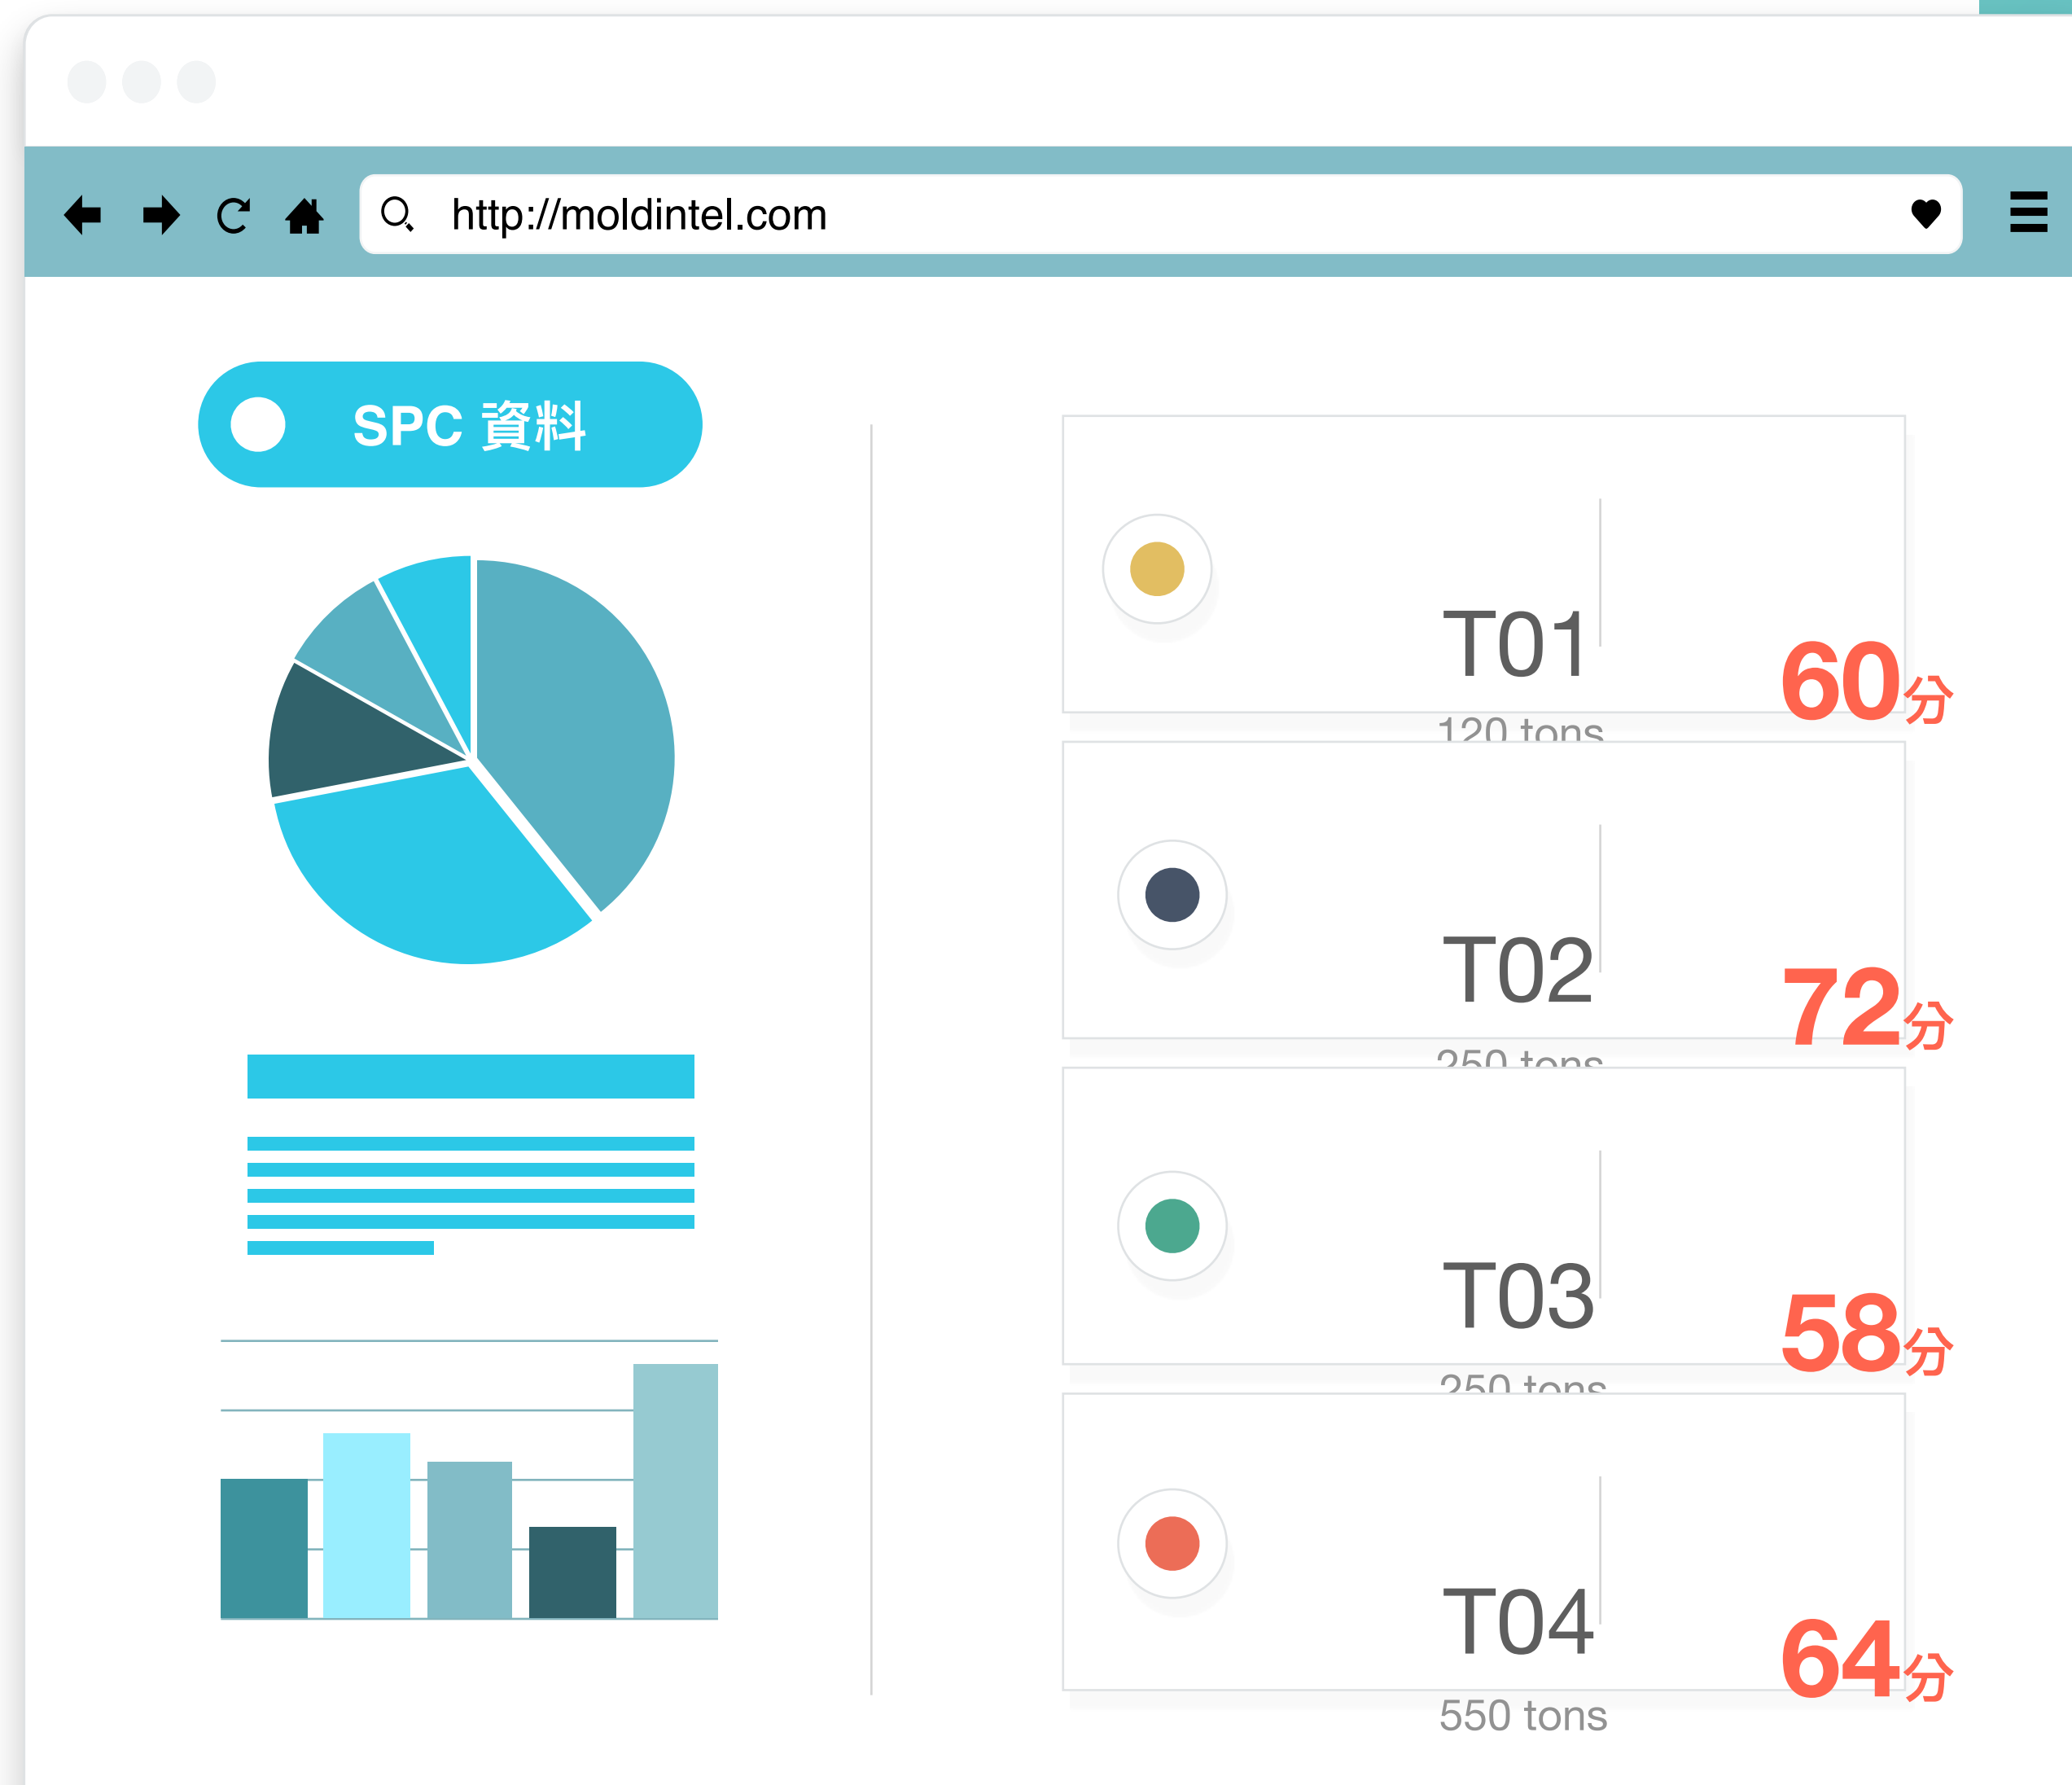 http://moldintel.com
SPC 資料
T01
60分
120 tons
T02
72分
250 tons
T03
58分
250 tons
T04
64分
550 tons